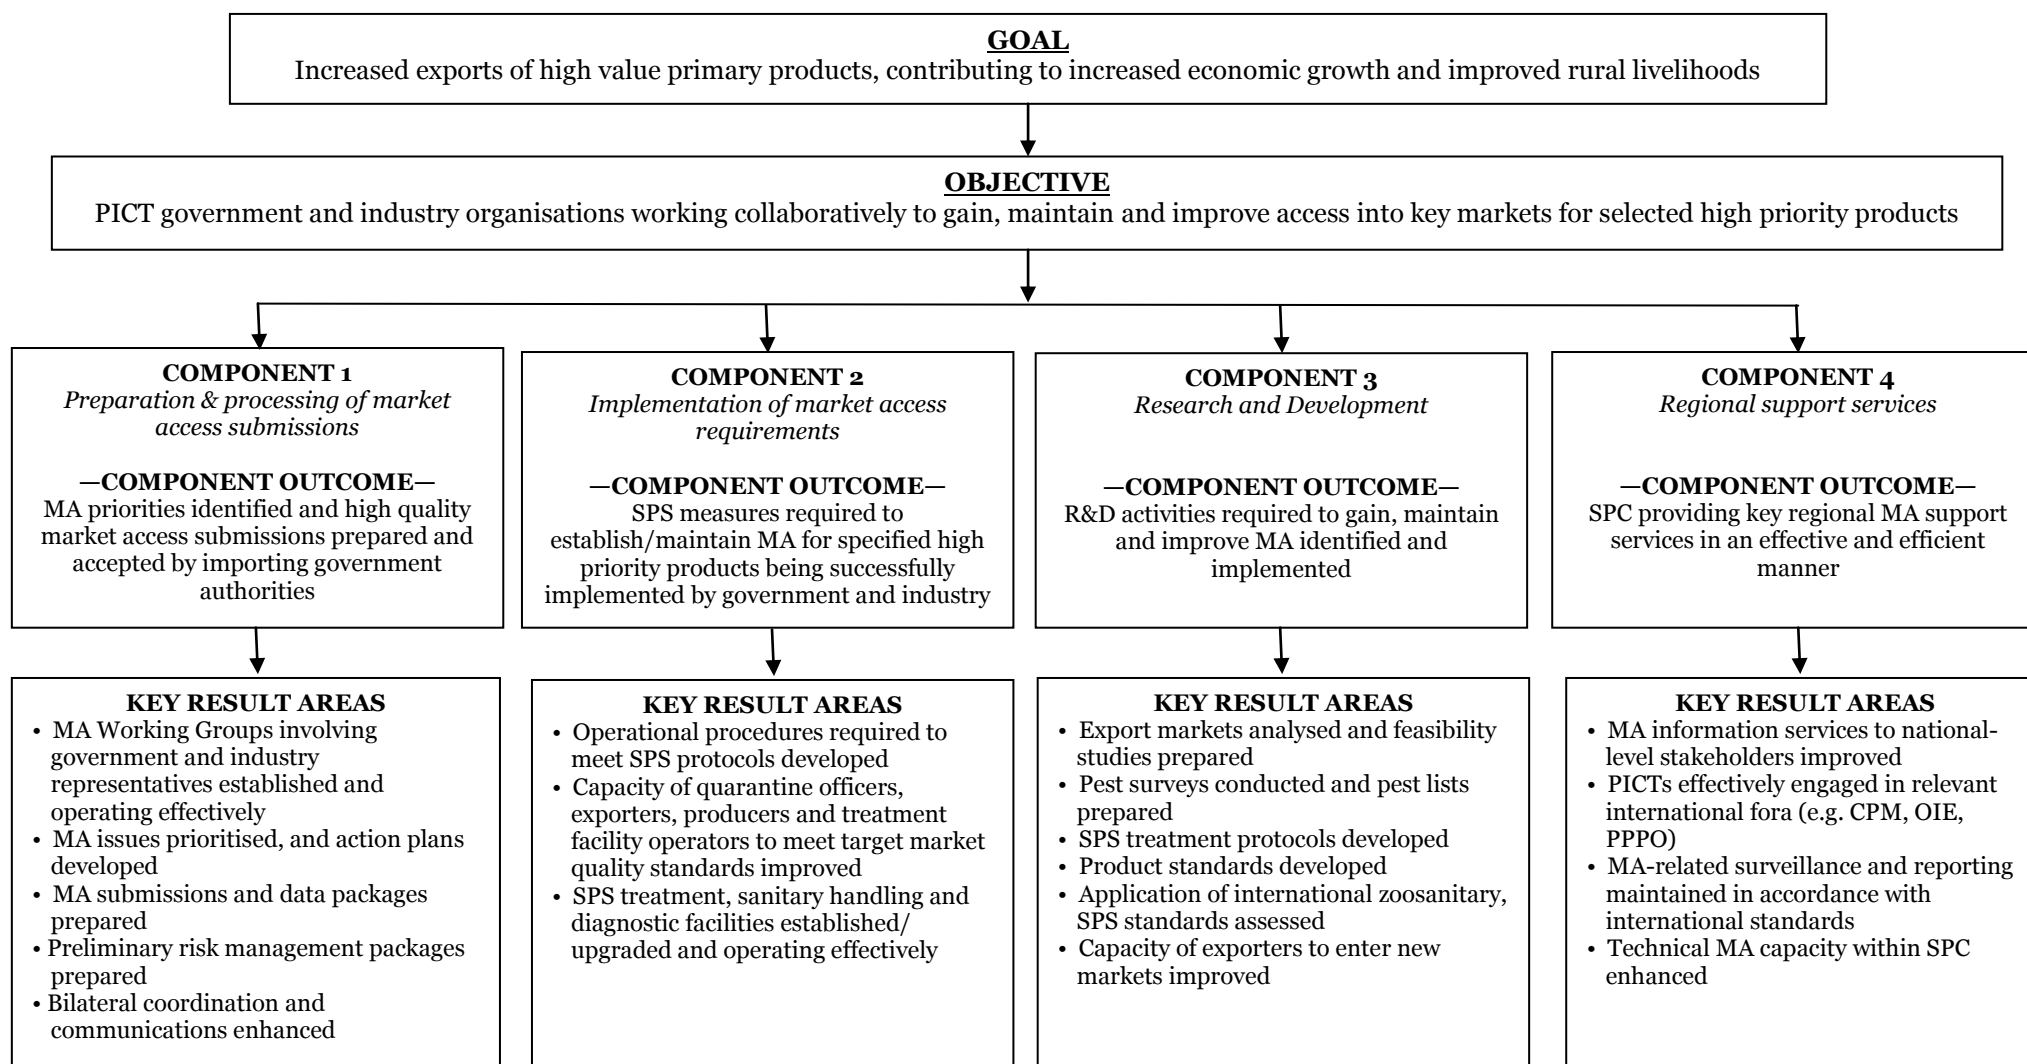 GOAL
Increased exports of high value primary products, contributing to increased economic growth and improved rural livelihoods
OBJECTIVE
PICT government and industry organisations working collaboratively to gain, maintain and improve access into key markets for selected high priority products
COMPONENT 1
Preparation & processing of market
access submissions
—COMPONENT OUTCOME—
MA priorities identified and high quality
market access submissions prepared and
accepted by importing government
authorities
COMPONENT 2
Implementation of market access
requirements
—COMPONENT OUTCOME—
SPS measures required to
establish/maintain MA for specified high
priority products being successfully
implemented by government and industry
COMPONENT 3
Research and Development
—COMPONENT OUTCOME—
R&D activities required to gain, maintain
and improve MA identified and
implemented
COMPONENT 4
Regional support services
—COMPONENT OUTCOME—
SPC providing key regional MA support
services in an effective and efficient
manner
KEY RESULT AREAS
• MA Working Groups involving
government and industry
representatives established and
operating effectively
• MA issues prioritised, and action plans
developed
• MA submissions and data packages
prepared
• Preliminary risk management packages
prepared
• Bilateral coordination and
communications enhanced
KEY RESULT AREAS
• Operational procedures required to
meet SPS protocols developed
• Capacity of quarantine officers,
exporters, producers and treatment
facility operators to meet target market
quality standards improved
• SPS treatment, sanitary handling and
diagnostic facilities established/
upgraded and operating effectively
KEY RESULT AREAS
• Export markets analysed and feasibility
studies prepared
• Pest surveys conducted and pest lists
prepared
• SPS treatment protocols developed
• Product standards developed
• Application of international zoosanitary,
SPS standards assessed
• Capacity of exporters to enter new
markets improved
KEY RESULT AREAS
• MA information services to national-
level stakeholders improved
• PICTs effectively engaged in relevant
international fora (e.g. CPM, OIE,
PPPO)
• MA-related surveillance and reporting
maintained in accordance with
international standards
• Technical MA capacity within SPC
enhanced